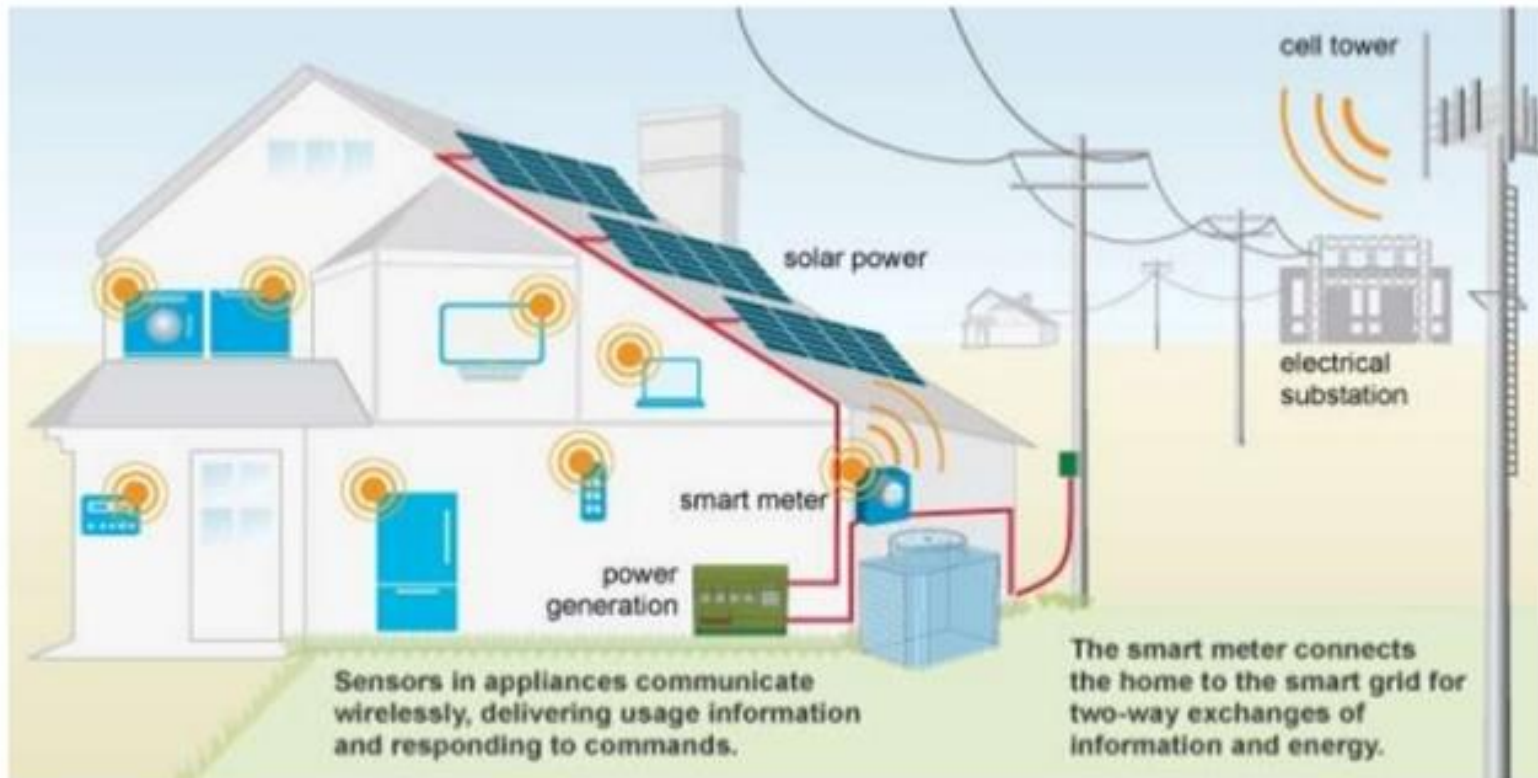 cell tower
solar power
electrical
substation
smart meter
power
generation
Sensors in appliances communicate
wirelessly, delivering usage information
and responding to commands.
The smart meter connects
the home to the smart grid for
two-way exchanges of
information and energy.